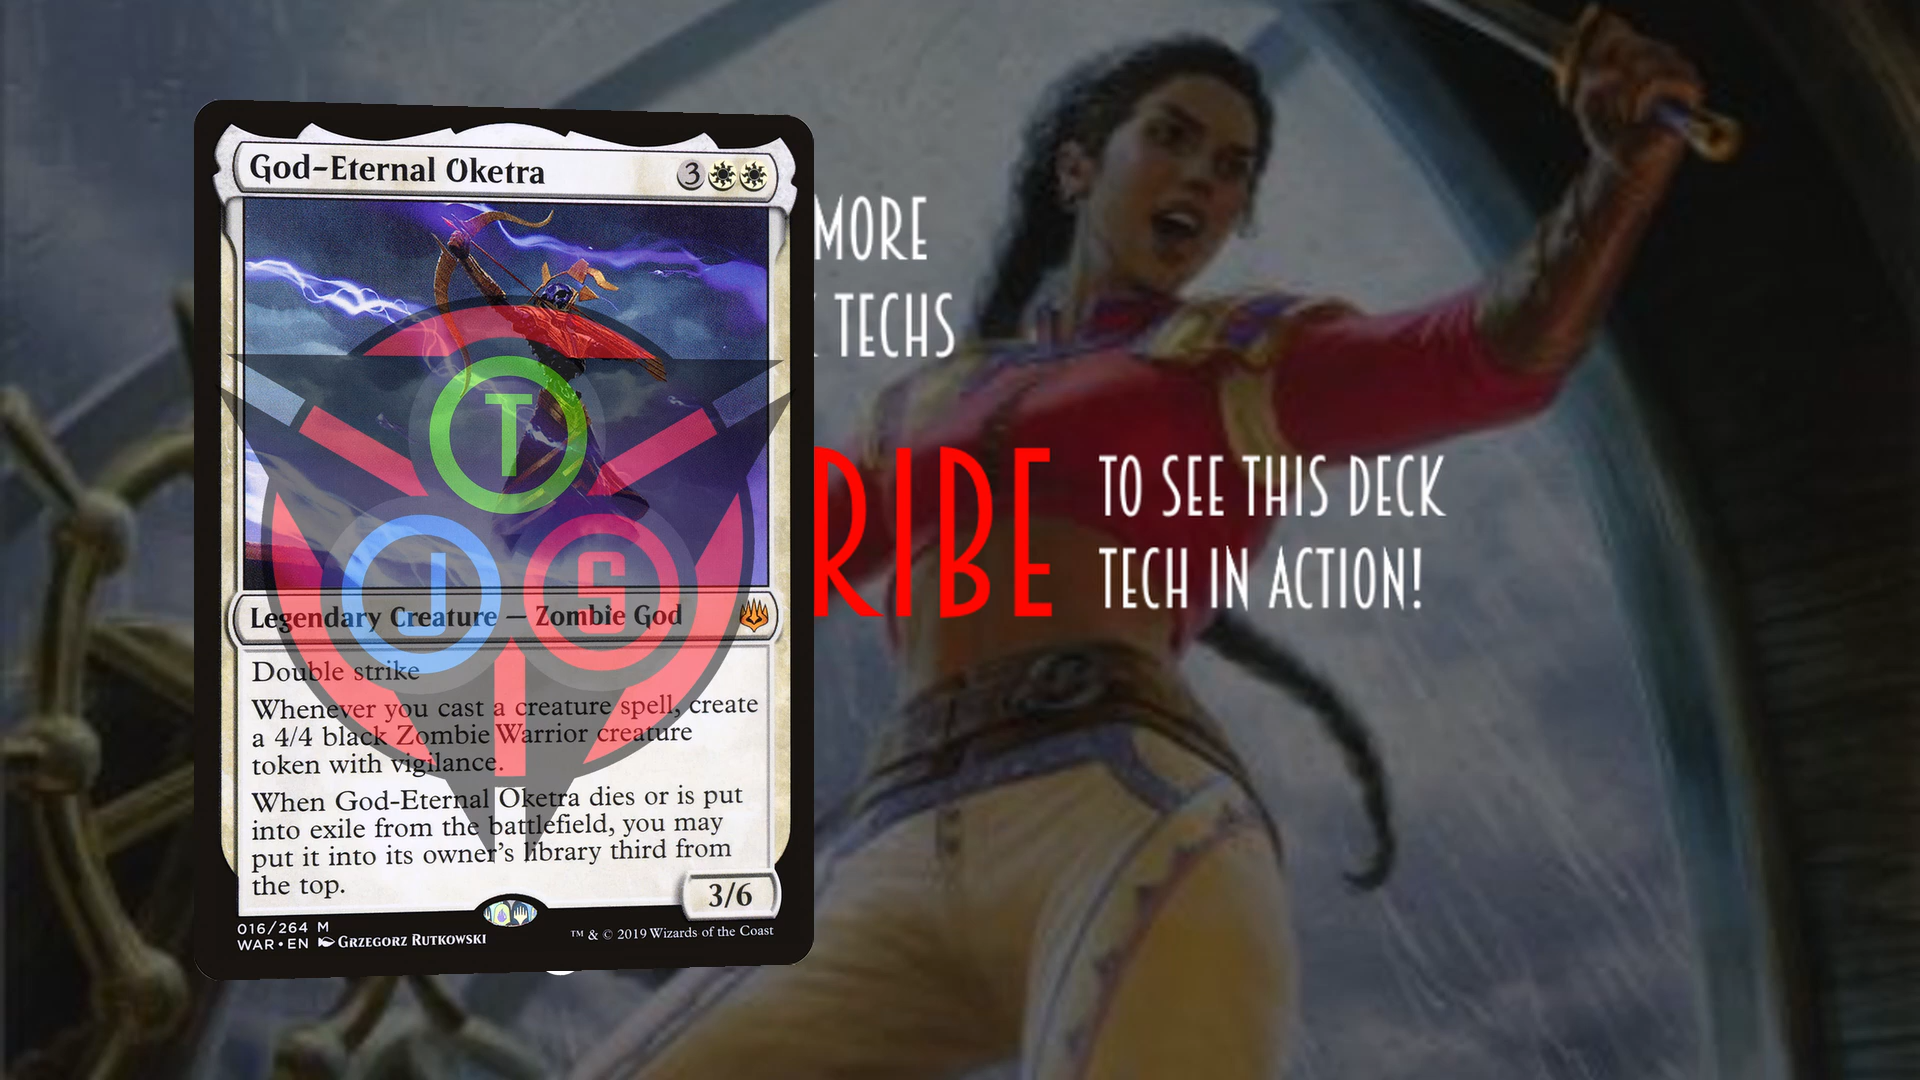 God-Eternal Oketra
3
MORE
TECHS
T
J
S
RIBE
TO SEE THIS DECK
TECH IN ACTION!
Legendary Creature — Zombie God
Double strike
Whenever you cast a creature spell, create
a 4/4 black Zombie Warrior creature
token with vigilance.
When God-Eternal Oketra dies or is put
into exile from the battlefield, you may
put it into its owner's library third from
the top.
3/6
016/264 M
WAR • EN Grzegorz Rutkowski
™ & © 2019 Wizards of the Coast